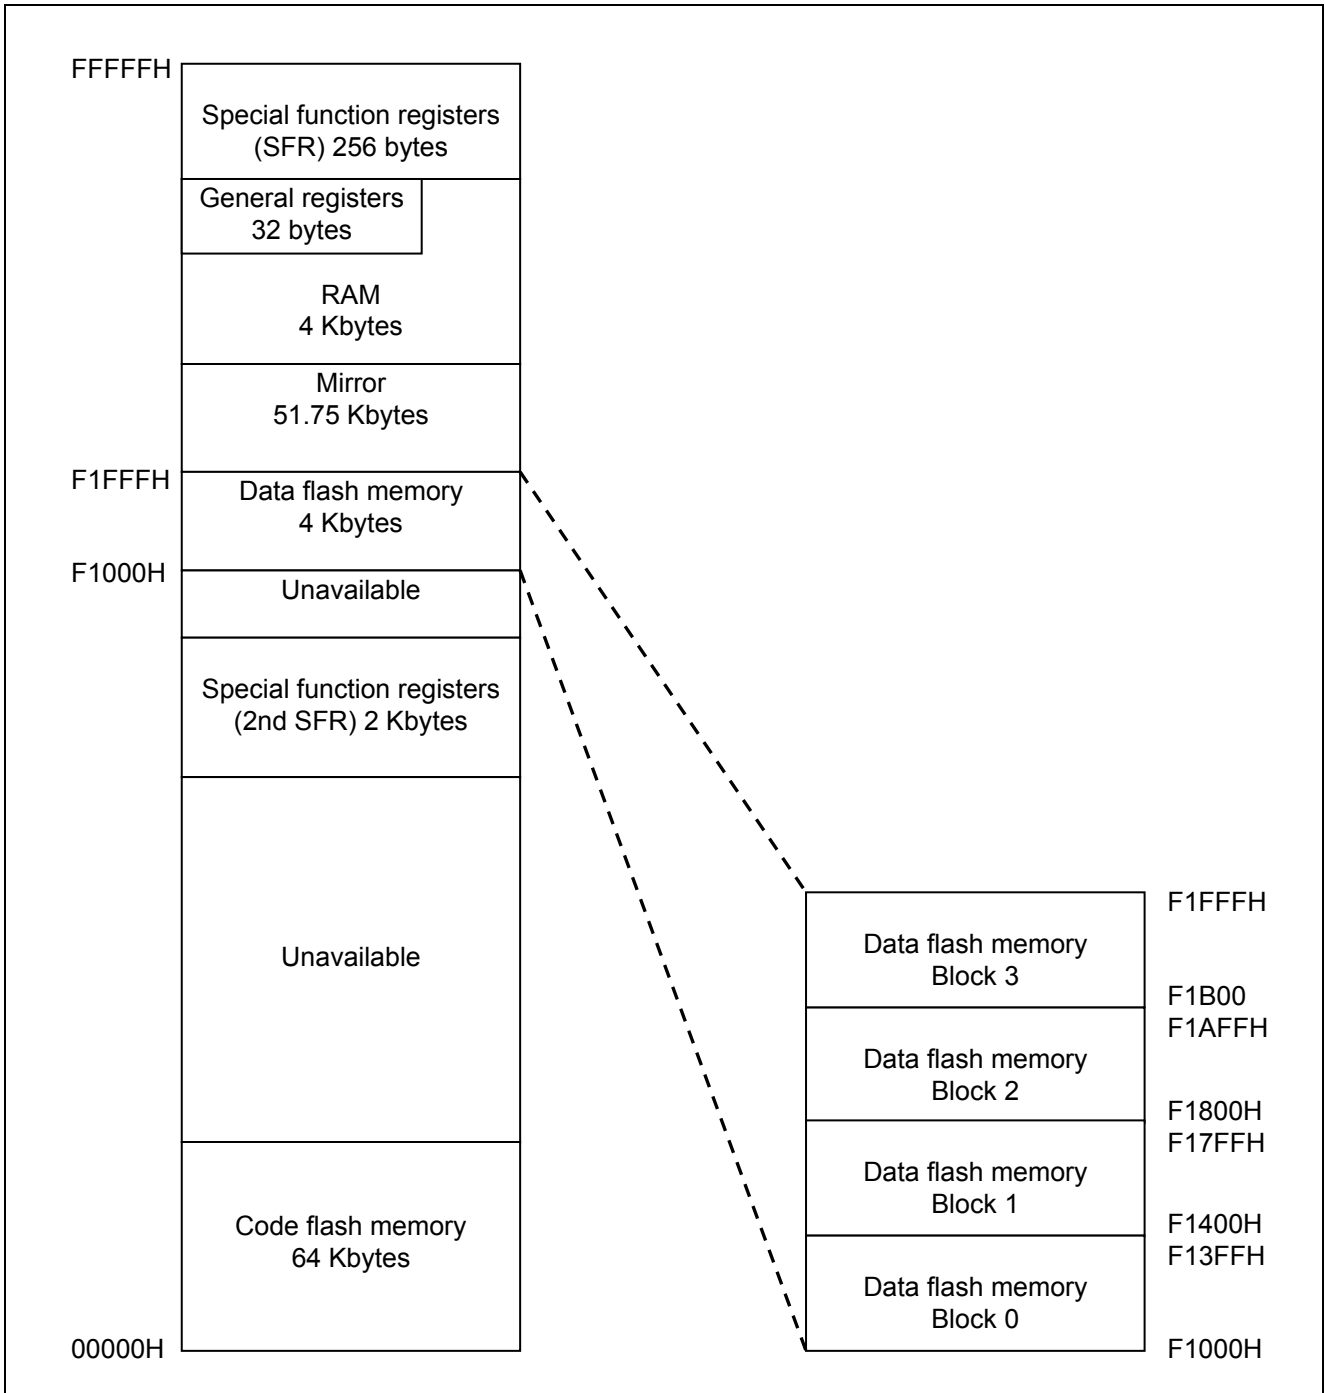 FFFFFH
Special function registers
(SFR) 256 bytes
General registers
32 bytes
RAM
4 Kbytes
Mirror
51.75 Kbytes
F1FFFH
Data flash memory
4 Kbytes
F1000H
Unavailable
Special function registers
(2nd SFR) 2 Kbytes
Unavailable
Code flash memory
64 Kbytes
00000H
F1FFFH
Data flash memory
Block 3
F1B00
F1AFFH
Data flash memory
Block 2
F1800H
F17FFH
Data flash memory
Block 1
F1400H
F13FFH
Data flash memory
Block 0
F1000H